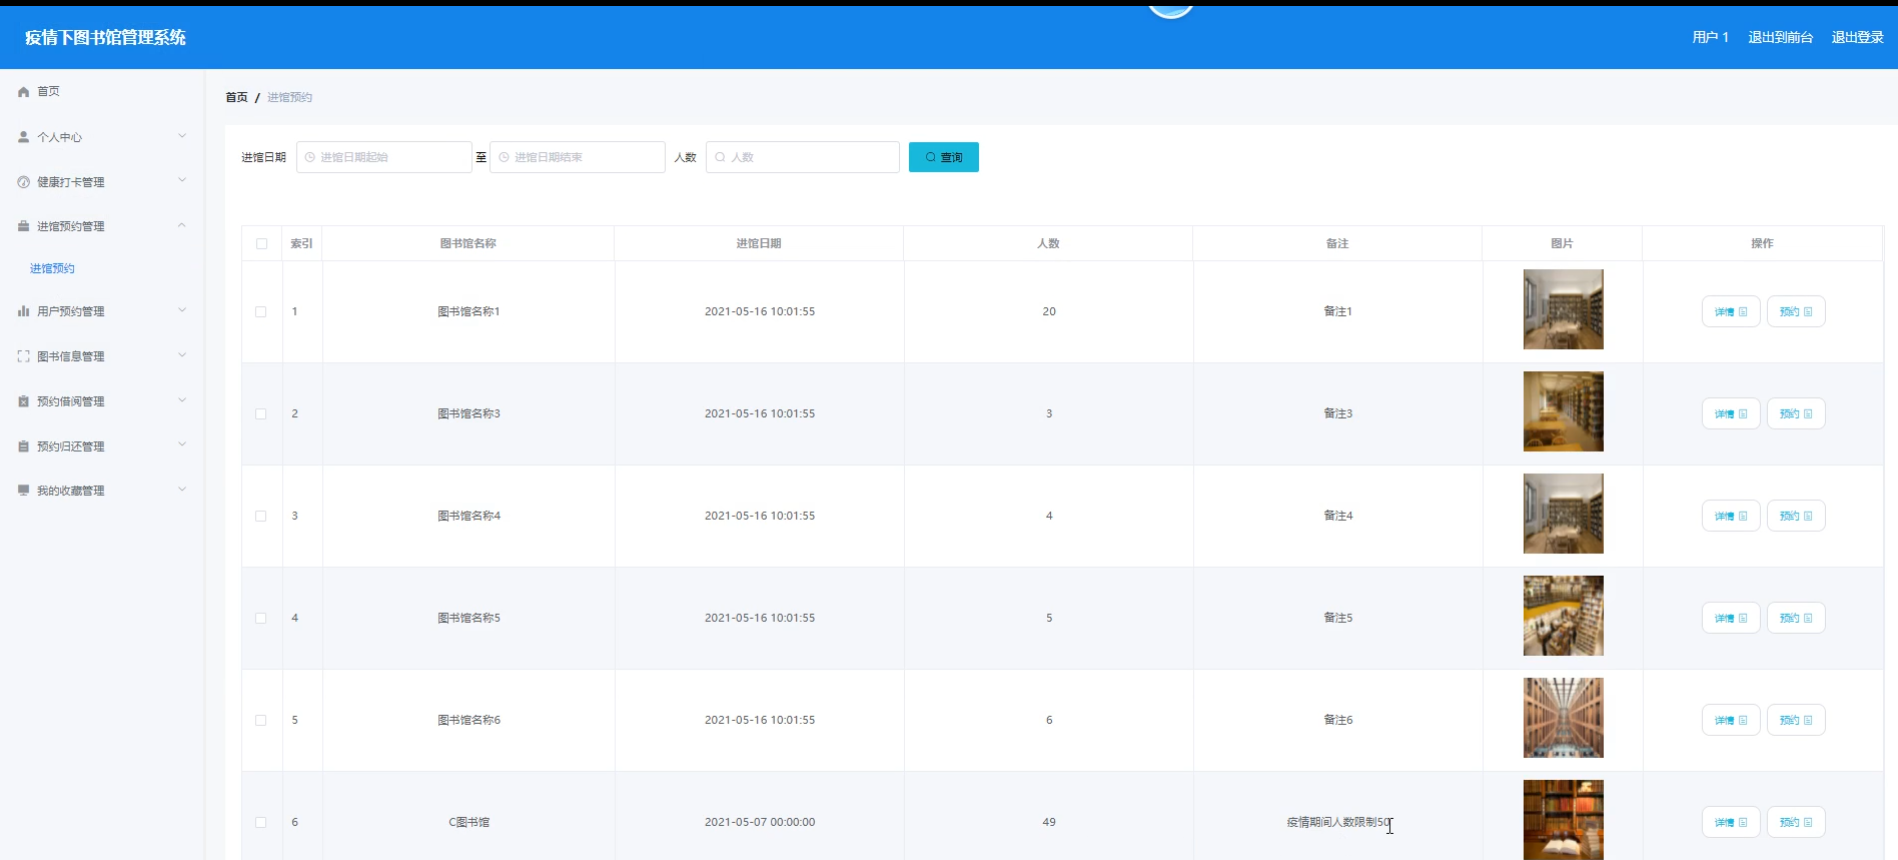 疫情下图书馆管理系统
用户 1 退出到前台 退出登录
首页
个人中心
健康打卡管理
进馆预约管理
进馆预约
用户预约管理
图书信息管理
预约借阅管理
预约归还管理
我的收藏管理
首页 / 进馆预约
进馆日期 进馆日期起始 至 进馆日期结束 人数 人数 查询
索引 图书馆名称 进馆日期 人数 备注 图片 操作
1 图书馆名称1 2021-05-16 10:01:55 20 备注1 详情 预约
2 图书馆名称3 2021-05-16 10:01:55 3 备注3 详情 预约
3 图书馆名称4 2021-05-16 10:01:55 4 备注4 详情 预约
4 图书馆名称5 2021-05-16 10:01:55 5 备注5 详情 预约
5 图书馆名称6 2021-05-16 10:01:55 6 备注6 详情 预约
6 C图书馆 2021-05-07 00:00:00 49 疫情期间人数限制50 详情 预约